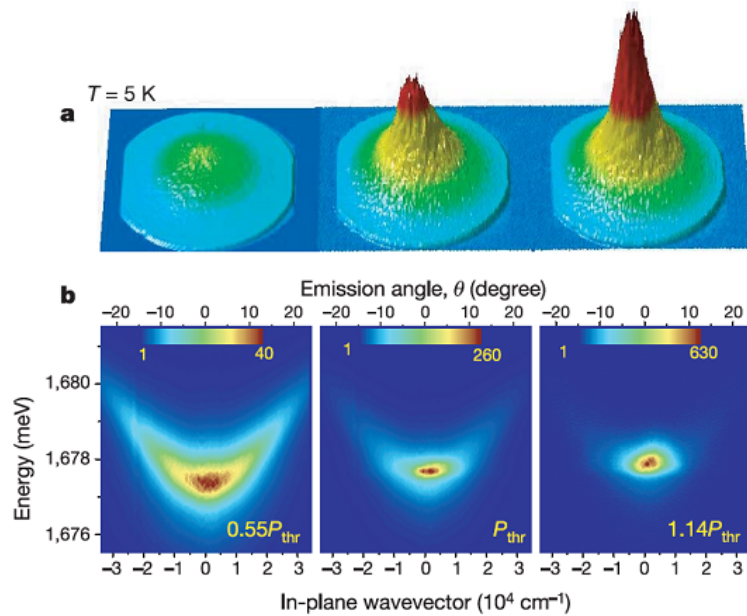 T = 5 K
a
b
Emission angle, θ (degree)
–20 –10 0 10 20 –20 –10 0 10 20 –20 –10 0 10 20
1 40 1 260 1 630
1,680
1,678
1,676
Energy (meV)
0.55Pthr Pthr 1.14Pthr
–3 –2 –1 0 1 2 3 –3 –2 –1 0 1 2 3 –3 –2 –1 0 1 2 3
In-plane wavevector (10⁴ cm⁻¹)